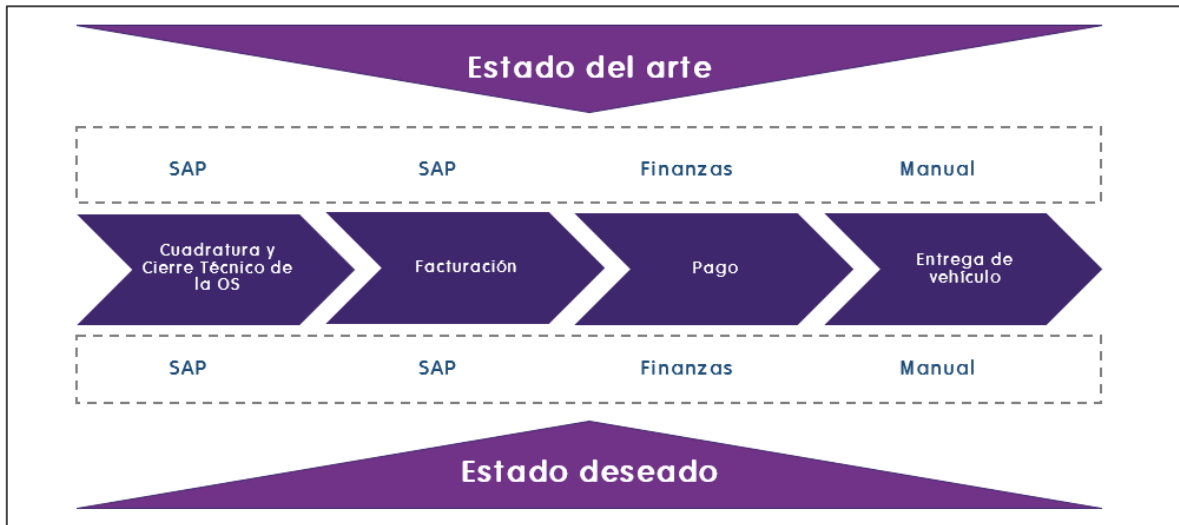 Estado del arte
SAP SAP Finanzas Manual
Cuadratura y
Cierre Técnico de
la OS
Facturación
Pago
Entrega de
vehículo
SAP SAP Finanzas Manual
Estado deseado